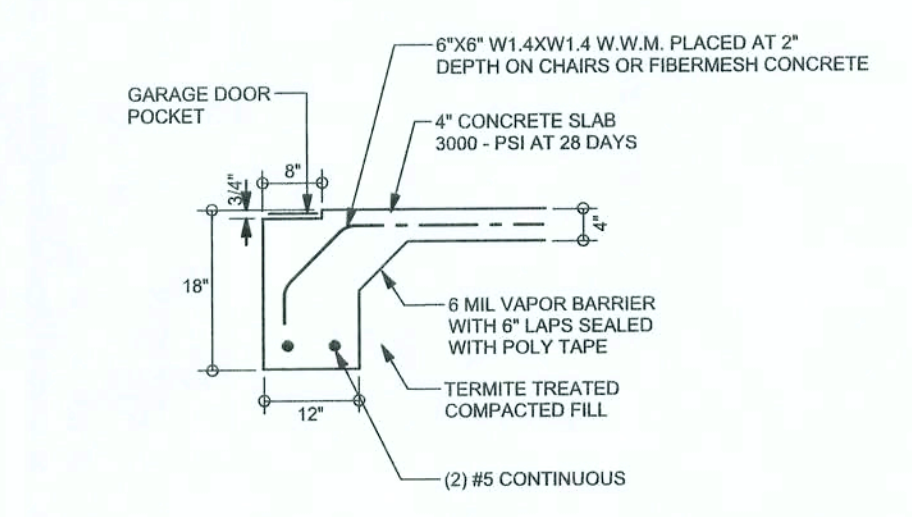 6"X6" W1.4XW1.4 W.W.M. PLACED AT 2"
DEPTH ON CHAIRS OR FIBERMESH CONCRETE
GARAGE DOOR
POCKET
4" CONCRETE SLAB
3000 - PSI AT 28 DAYS
8"
3/4"
4"
18"
6 MIL VAPOR BARRIER
WITH 6" LAPS SEALED
WITH POLY TAPE
TERMITE TREATED
COMPACTED FILL
12"
(2) #5 CONTINUOUS